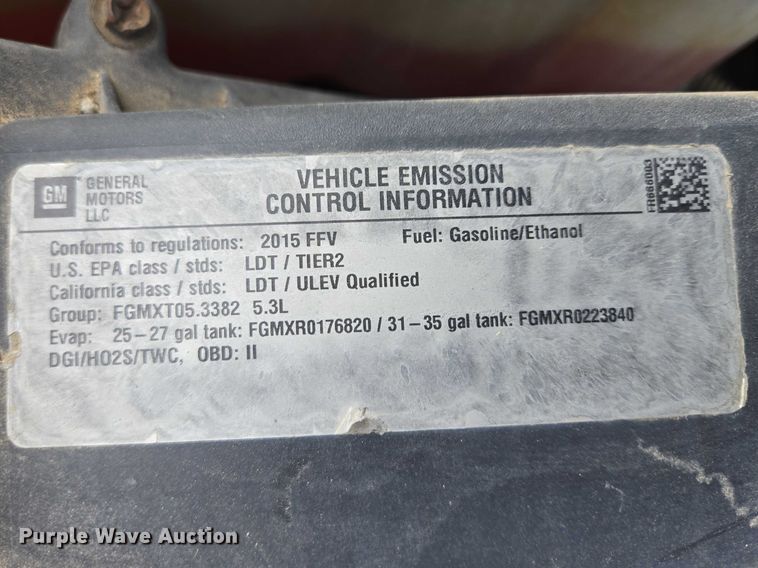 GM
GENERAL
MOTORS
LLC
VEHICLE EMISSION
CONTROL INFORMATION
FR666003
Conforms to regulations: 2015 FFV Fuel: Gasoline/Ethanol
U.S. EPA class / stds: LDT / TIER2
California class / stds: LDT / ULEV Qualified
Group: FGMXT05.3382 5.3L
Evap: 25–27 gal tank: FGMXR0176820 / 31–35 gal tank: FGMXR0223840
DGI/HO2S/TWC, OBD: II
Purple Wave Auction